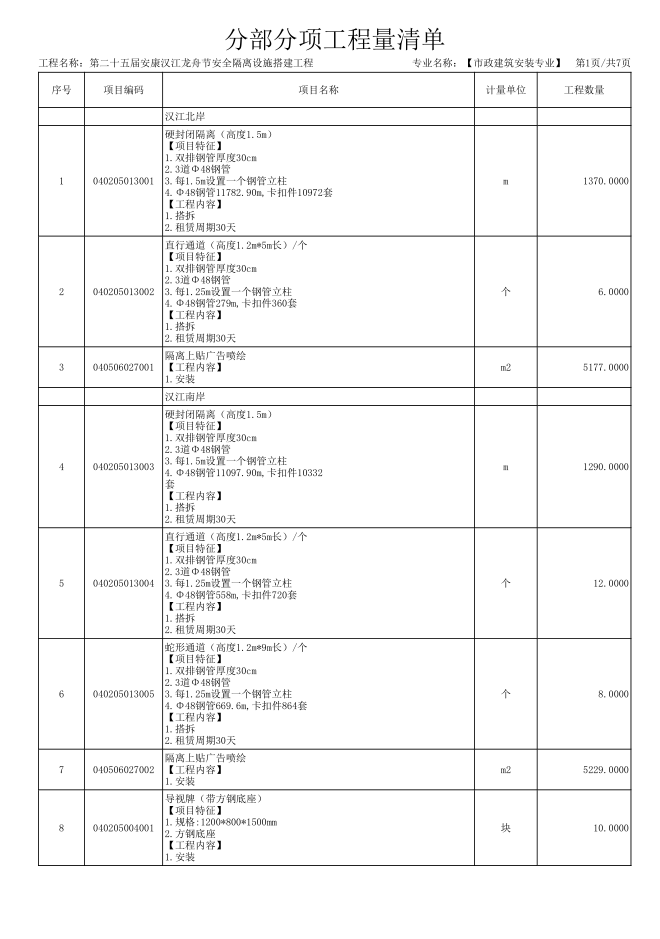 分部分项工程量清单
工程名称：第二十五届安康汉江龙舟节安全隔离设施搭建工程 专业名称：【市政建筑安装专业】 第1页/共7页
序号 项目编码 项目名称 计量单位 工程数量
汉江北岸
硬封闭隔离（高度1.5m）
【项目特征】
1.双排钢管厚度30cm
2.3道Φ48钢管
1 040205013001 3.每1.5m设置一个钢管立柱 m 1370.0000
4.Φ48钢管11782.90m,卡扣件10972套
【工程内容】
1.搭拆
2.租赁周期30天
直行通道（高度1.2m*5m长）/个
【项目特征】
1.双排钢管厚度30cm
2.3道Φ48钢管
2 040205013002 3.每1.25m设置一个钢管立柱 个 6.0000
4.Φ48钢管279m,卡扣件360套
【工程内容】
1.搭拆
2.租赁周期30天
隔离上贴广告喷绘
3 040506027001 【工程内容】 m2 5177.0000
1.安装
汉江南岸
硬封闭隔离（高度1.5m）
【项目特征】
1.双排钢管厚度30cm
2.3道Φ48钢管
3.每1.5m设置一个钢管立柱
4 040205013003 4.Φ48钢管11097.90m,卡扣件10332 m 1290.0000
套
【工程内容】
1.搭拆
2.租赁周期30天
直行通道（高度1.2m*5m长）/个
【项目特征】
1.双排钢管厚度30cm
2.3道Φ48钢管
5 040205013004 3.每1.25m设置一个钢管立柱 个 12.0000
4.Φ48钢管558m,卡扣件720套
【工程内容】
1.搭拆
2.租赁周期30天
蛇形通道（高度1.2m*9m长）/个
【项目特征】
1.双排钢管厚度30cm
2.3道Φ48钢管
6 040205013005 3.每1.25m设置一个钢管立柱 个 8.0000
4.Φ48钢管669.6m,卡扣件864套
【工程内容】
1.搭拆
2.租赁周期30天
隔离上贴广告喷绘
7 040506027002 【工程内容】 m2 5229.0000
1.安装
导视牌（带方钢底座）
【项目特征】
1.规格:1200*800*1500mm
8 040205004001 2.方钢底座 块 10.0000
【工程内容】
1.安装